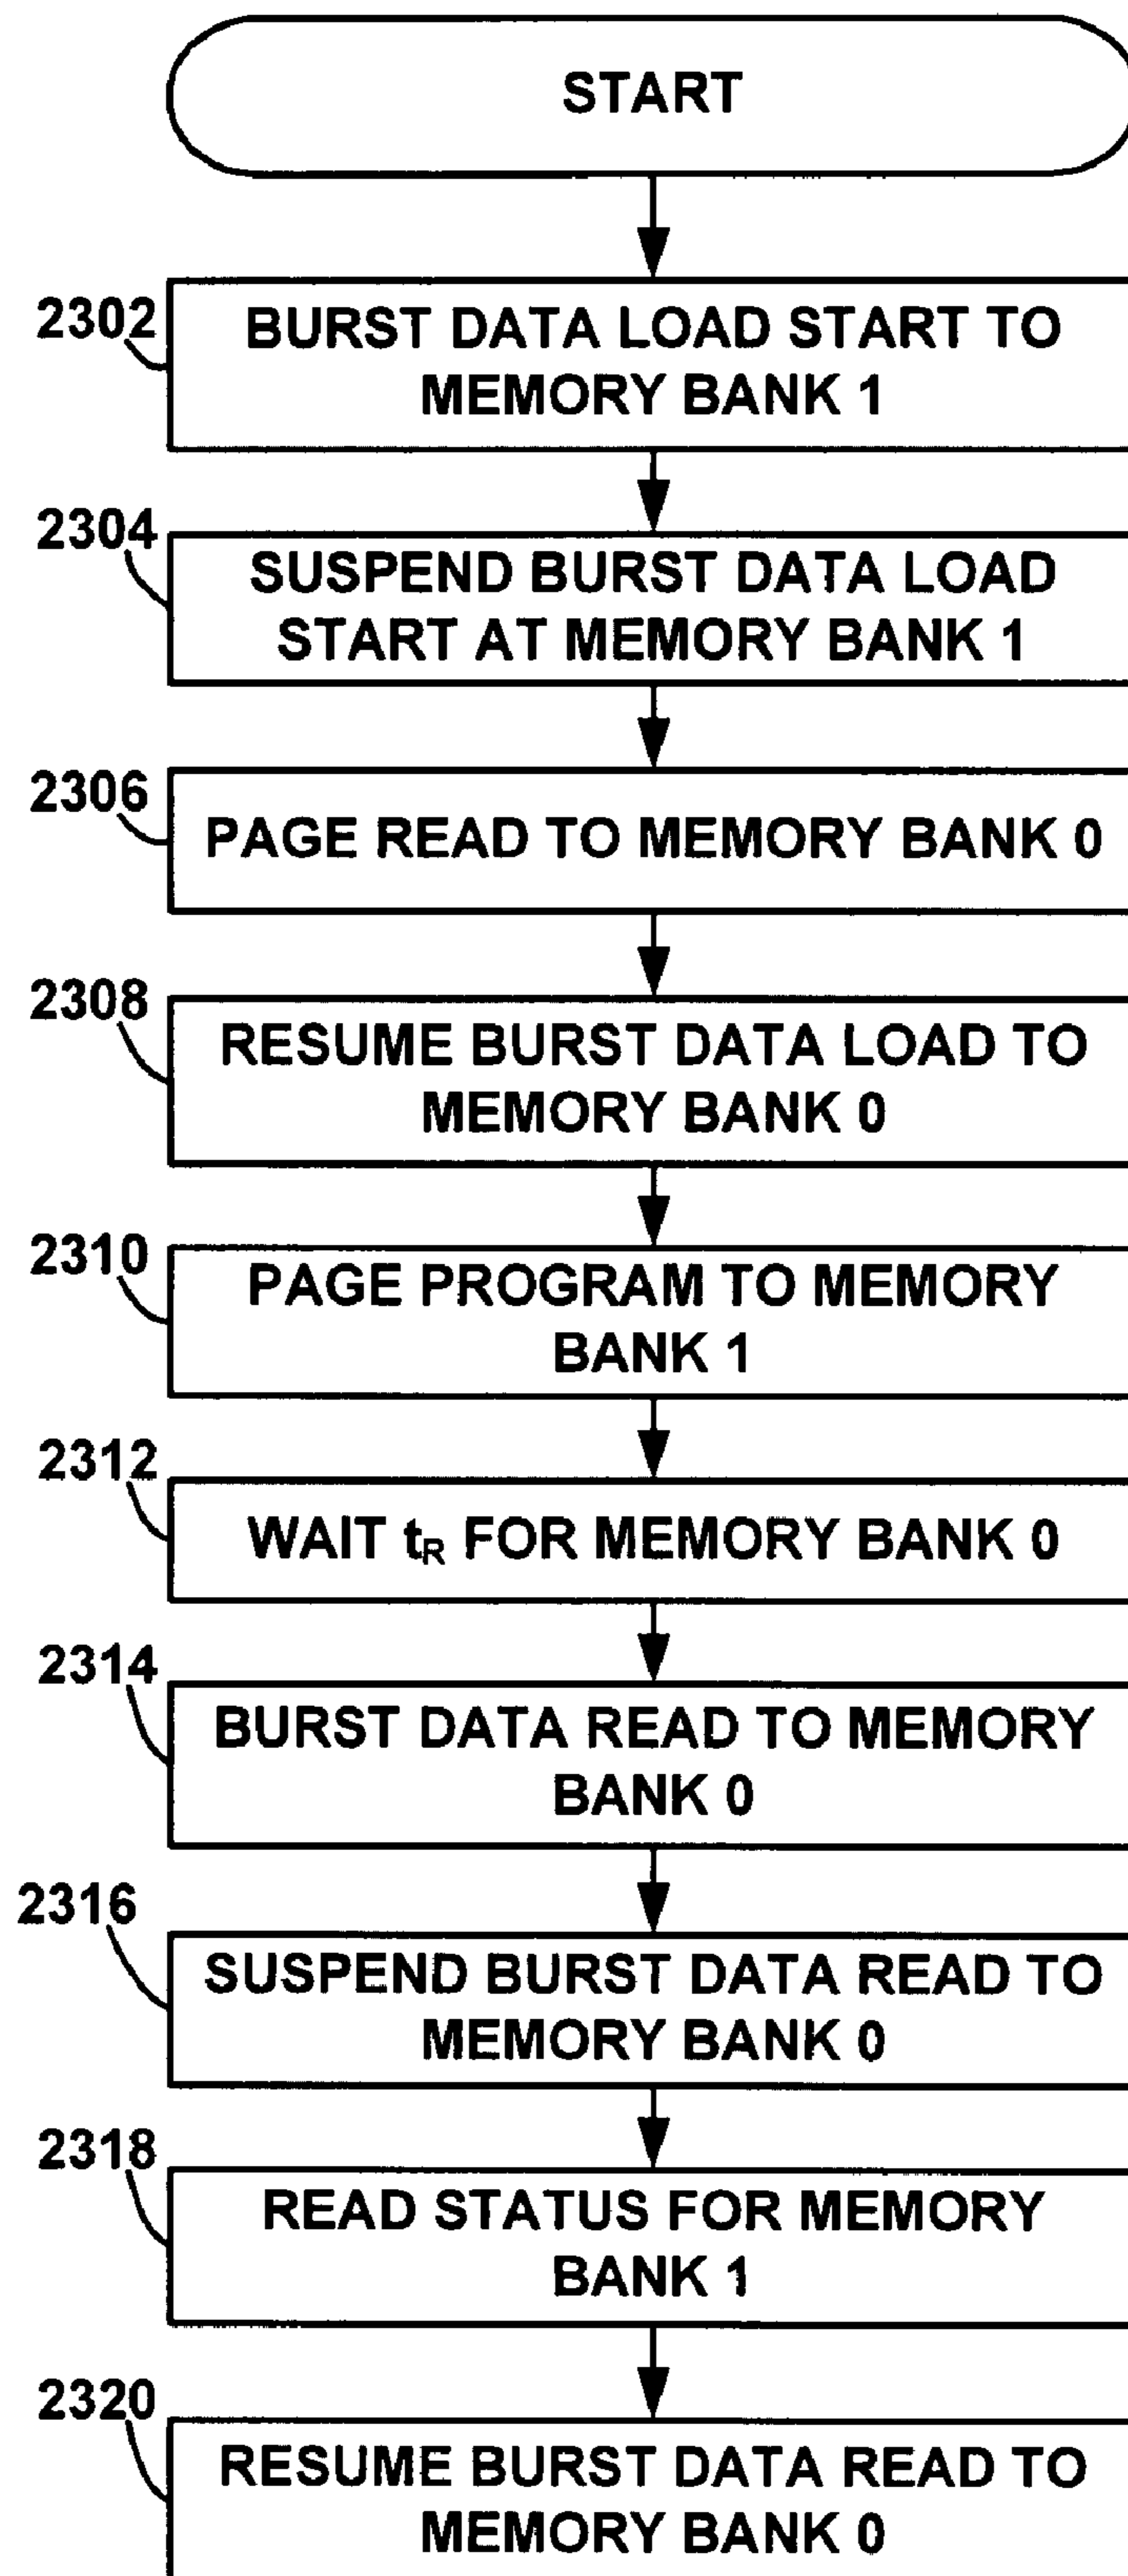 START
2302
BURST DATA LOAD START TO
MEMORY BANK 1
2304
SUSPEND BURST DATA LOAD
START AT MEMORY BANK 1
2306
PAGE READ TO MEMORY BANK 0
2308
RESUME BURST DATA LOAD TO
MEMORY BANK 0
2310
PAGE PROGRAM TO MEMORY
BANK 1
2312
WAIT tR FOR MEMORY BANK 0
2314
BURST DATA READ TO MEMORY
BANK 0
2316
SUSPEND BURST DATA READ TO
MEMORY BANK 0
2318
READ STATUS FOR MEMORY
BANK 1
2320
RESUME BURST DATA READ TO
MEMORY BANK 0